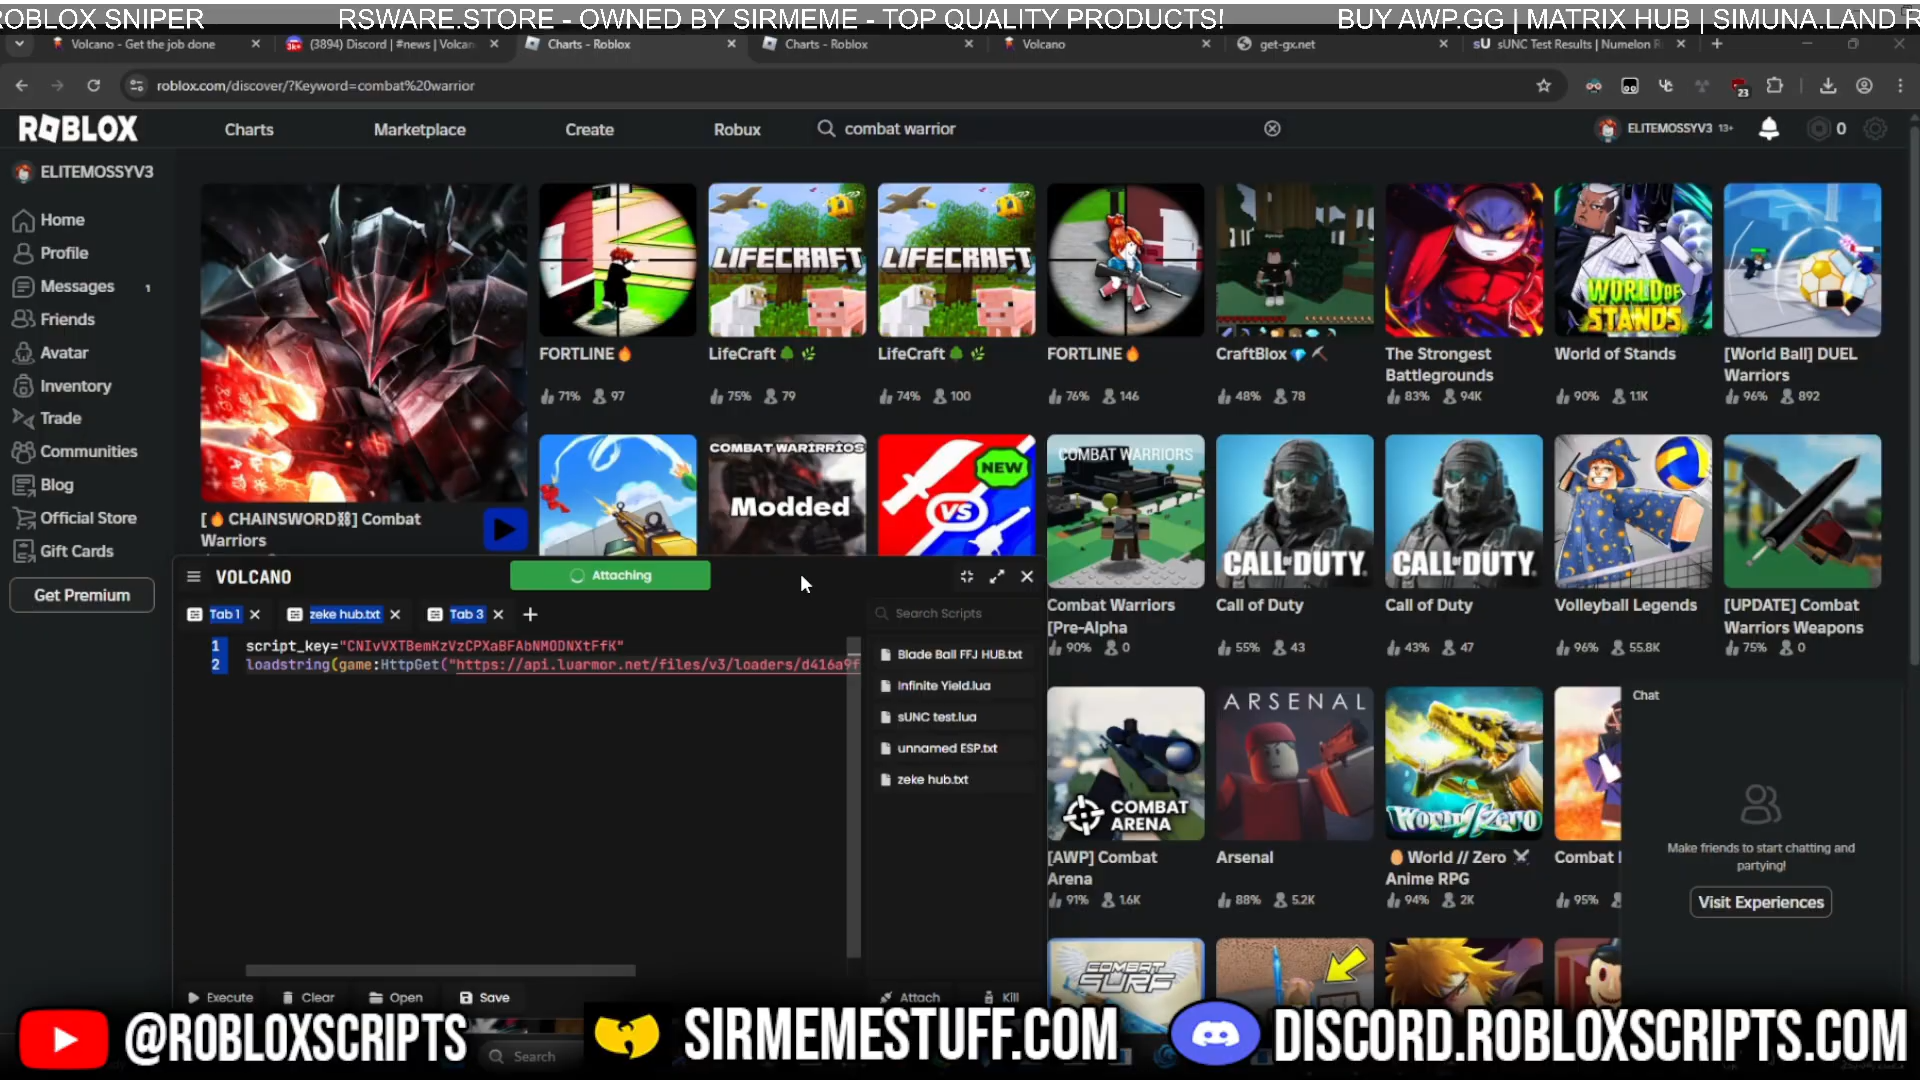 ROBLOX SNIPER
RSWARE.STORE - OWNED BY SIRMEME - TOP QUALITY PRODUCTS!
BUY AWP.GG | MATRIX HUB | SIMUNA.LAND
Volcano - Get the job done
(3894) Discord | #news | Volcan
Charts - Roblox
Charts - Roblox
Volcano
get-gx.net
sUNC Test Results | Numelon
roblox.com/discover/?Keyword=combat%20warrior
23
ROBLOX
Charts
Marketplace
Create
Robux
combat warrior
ELITEMOSSYV3 13+
0
ELITEMOSSYV3
Home
Profile
Messages 1
Friends
Avatar
Inventory
Trade
Communities
Blog
Official Store
Gift Cards
Get Premium
LIFECRAFT
LIFECRAFT
WORLD OF STANDS
FORTLINE🔥
LifeCraft
LifeCraft
FORTLINE🔥
CraftBlox
The Strongest Battlegrounds
World of Stands
[World Ball] DUEL Warriors
71% 97
75% 79
74% 100
76% 146
48% 78
83% 94K
90% 1.1K
96% 892
[🔥CHAINSWORD⛓] Combat Warriors
COMBAT WARIRRIOS
Modded
NEW
VS
COMBAT WARRIORS
CALL OF DUTY.
CALL OF DUTY.
Combat Warriors [Pre-Alpha
Call of Duty
Call of Duty
Volleyball Legends
[UPDATE] Combat Warriors Weapons
90% 0
55% 43
43% 47
96% 55.8K
75% 0
VOLCANO
Attaching
Tab 1
zeke hub.txt
Tab 3
Search Scripts
1 script_key="CNIvVXTBemKzVzCPXaBFAbNMODNXtFfK"
2 loadstring(game:HttpGet("https://api.luarmor.net/files/v3/loaders/d416a9f
Blade Ball FFJ HUB.txt
Infinite Yield.lua
sUNC test.lua
unnamed ESP.txt
zeke hub.txt
Execute
Clear
Open
Save
Attach
Kill
COMBAT ARENA
ARSENAL
World//Zero
[AWP] Combat Arena
Arsenal
World // Zero Anime RPG
Combat
91% 1.6K
88% 5.2K
94% 2K
95%
COMBAT SURF
Chat
Make friends to start chatting and partying!
Visit Experiences
Search
@ROBLOXSCRIPTS
SIRMEMESTUFF.COM
DISCORD.ROBLOXSCRIPTS.COM